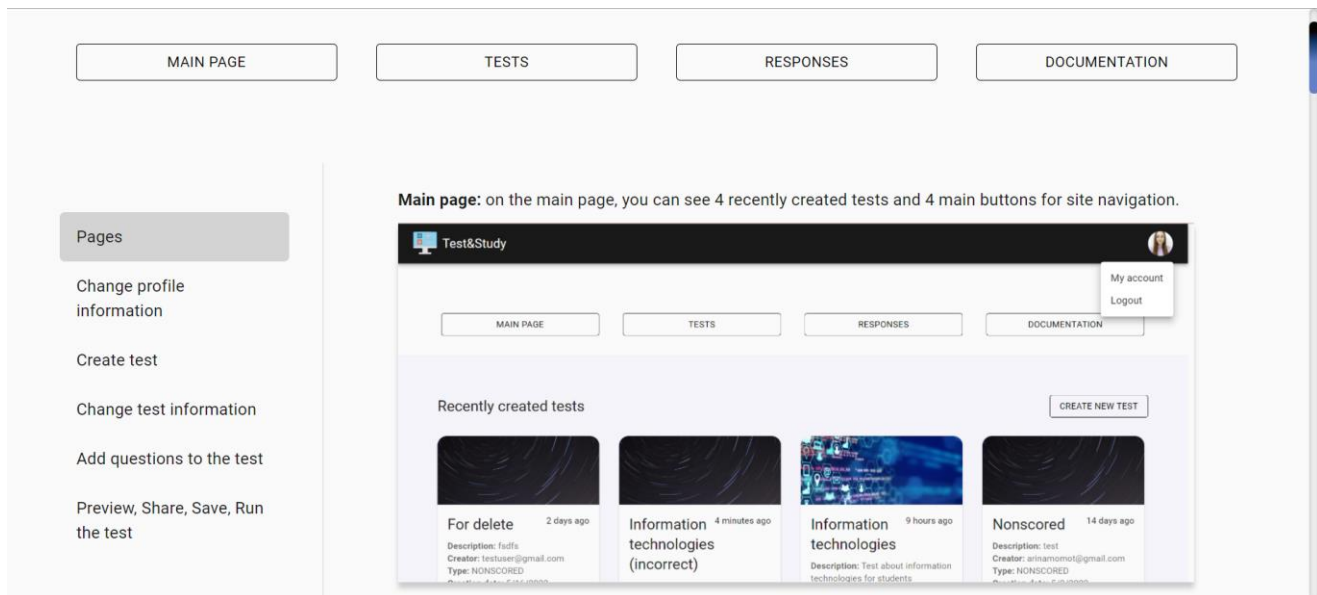 MAIN PAGE
TESTS
RESPONSES
DOCUMENTATION
Pages
Change profile
information
Create test
Change test information
Add questions to the test
Preview, Share, Save, Run
the test
Main page: on the main page, you can see 4 recently created tests and 4 main buttons for site navigation.
Test&Study
My account
Logout
MAIN PAGE
TESTS
RESPONSES
DOCUMENTATION
Recently created tests
CREATE NEW TEST
For delete
2 days ago
Description: fsdfs
Creator: testuser@gmail.com
Type: NONSCORED
Information
technologies
(incorrect)
4 minutes ago
Information
technologies
9 hours ago
Description: Test about information
technologies for students
Nonscored
14 days ago
Description: test
Creator: arinamomot@gmail.com
Type: NONSCORED